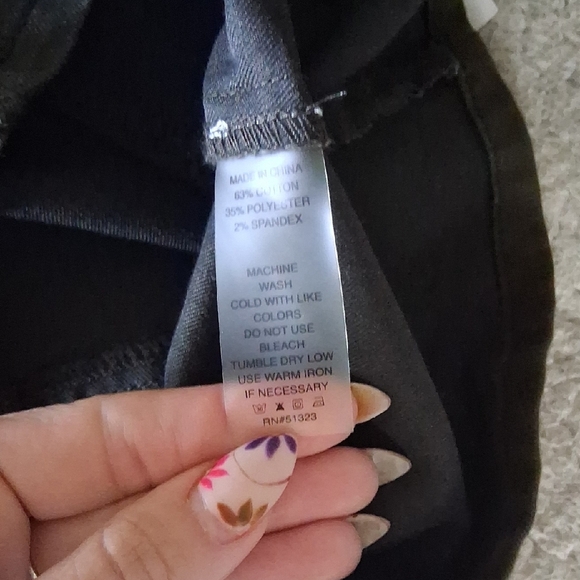 MADE IN CHINA
63% COTTON
35% POLYESTER
2% SPANDEX
MACHINE
WASH
COLD WITH LIKE
COLORS
DO NOT USE
BLEACH
TUMBLE DRY LOW
USE WARM IRON
IF NECESSARY
RN#51323